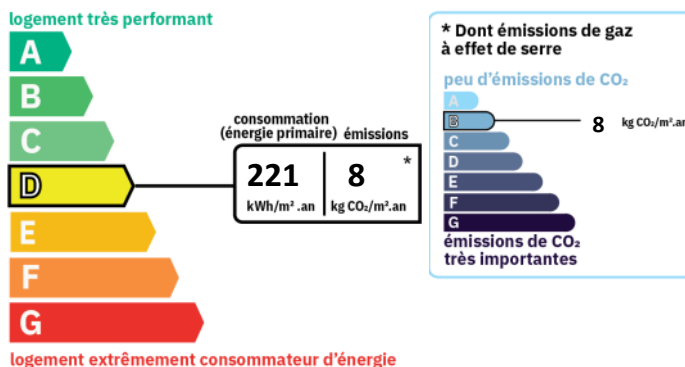 logement très performant
A
B
C
D
E
F
G
consommation
(énergie primaire) émissions
221 8 *
kWh/m².an kg CO₂/m².an
logement extrêmement consommateur d'énergie
* Dont émissions de gaz
à effet de serre
peu d'émissions de CO₂
A
B 8 kg CO₂/m².an
C
D
E
F
G
émissions de CO₂
très importantes